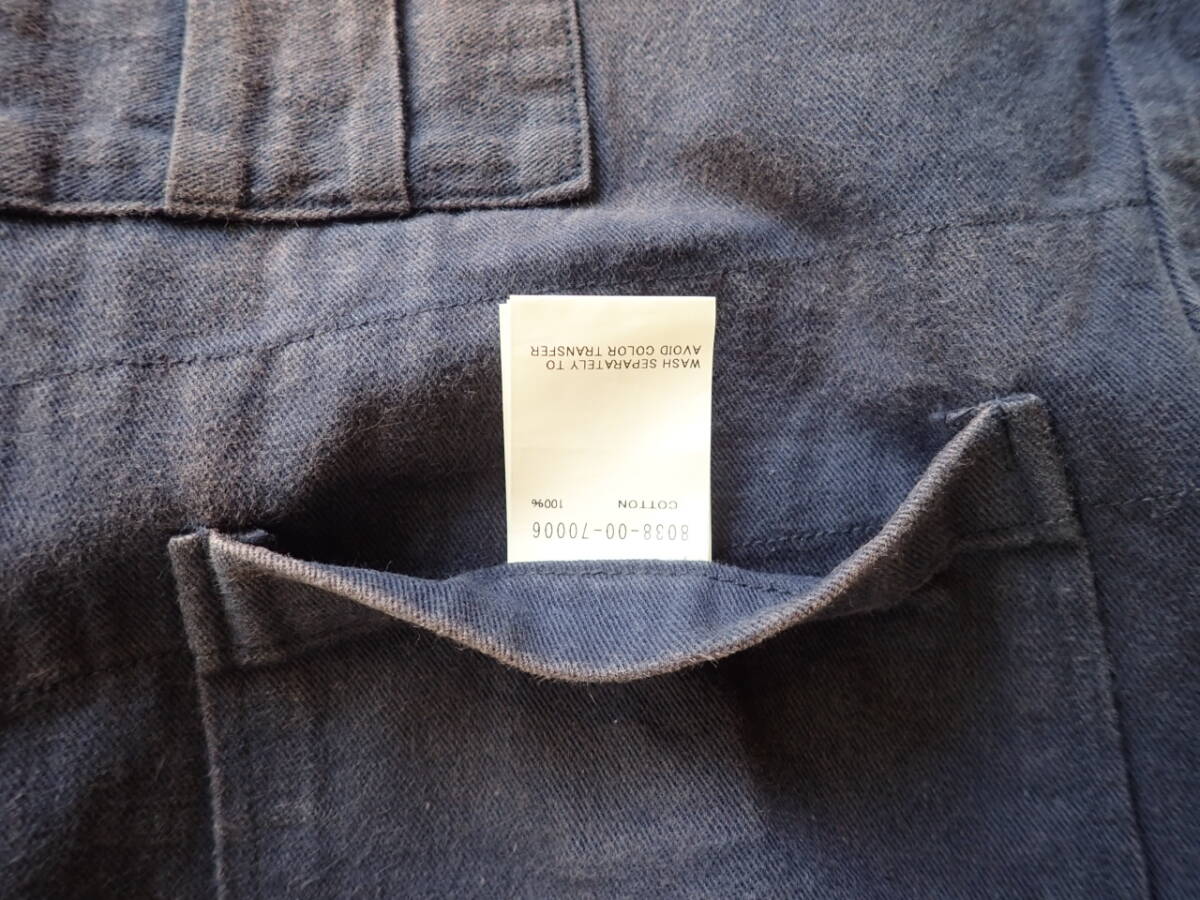 8038-00-70006
COTTON 100%
WASH SEPARATELY TO
AVOID COLOR TRANSFER